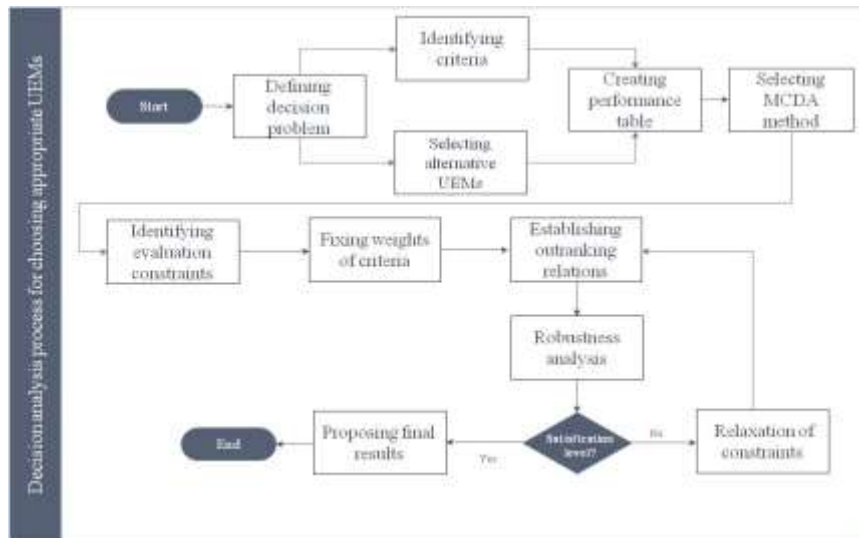 Decision analysis process for choosing appropriate UEMs
Start
Defining
decision
problem
Identifying
criteria
Selecting
alternative
UEMs
Creating
performance
table
Selecting
MCDA
method
Identifying
evaluation
constraints
Fixing weights
of criteria
Establishing
outranking
relations
Robustness
analysis
Satisfication
level?
No
Relaxation of
constraints
Yes
Proposing final
results
End